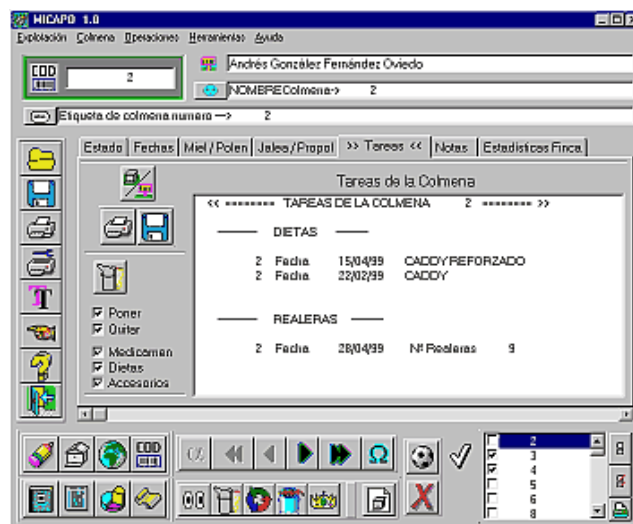 MICAPO 1.0
Explotación Colmena Operaciones Herramientas Ayuda
COD 2
Andrés González Fernández Oviedo
NOMBREColmena-> 2
Etiqueta de colmena numero --> 2
Estado Fechas Miel/Polen Jalea/Propol >> Tareas << Notas Estadísticas Finca
Tareas de la Colmena
<< ======== TAREAS DE LA COLMENA 2 ======== >>
DIETAS
2 Fecha 15/04/99 CADDY REFORZADO
2 Fecha 22/02/99 CADDY
REALERAS
2 Fecha 28/04/99 Nº Realeras 9
Poner
Quitar
Medicamen
Dietas
Accesorios
COD
2
3
4
5
6
8